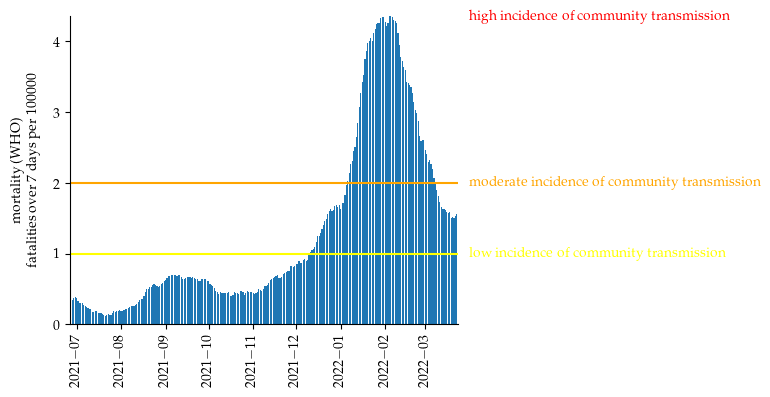 high incidence of community transmission
4
3
mortality (WHO)
fatalities over 7 days per 100000
2
moderate incidence of community transmission
1
low incidence of community transmission
0
2021−07
2021−08
2021−09
2021−10
2021−11
2021−12
2022−01
2022−02
2022−03